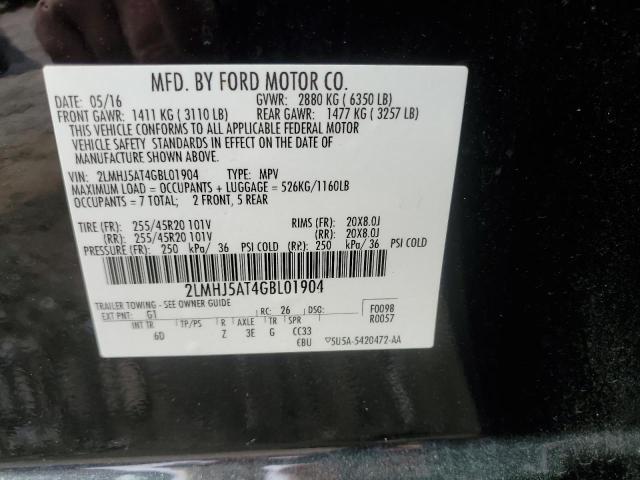 MFD. BY FORD MOTOR CO.
DATE: 05/16 GVWR: 2880 KG ( 6350 LB)
FRONT GAWR: 1411 KG ( 3110 LB) REAR GAWR: 1477 KG ( 3257 LB)
THIS VEHICLE CONFORMS TO ALL APPLICABLE FEDERAL MOTOR
VEHICLE SAFETY STANDARDS IN EFFECT ON THE DATE OF
MANUFACTURE SHOWN ABOVE.
VIN: 2LMHJ5AT4GBL01904 TYPE: MPV
MAXIMUM LOAD = OCCUPANTS + LUGGAGE = 526KG/1160LB
OCCUPANTS = 7 TOTAL; 2 FRONT, 5 REAR
TIRE (FR): 255/45R20 101V RIMS (FR): 20X8.0J
(RR): 255/45R20 101V (RR): 20X8.0J
PRESSURE (FR): 250 kPa/ 36 PSI COLD (RR): 250 kPa/ 36 PSI COLD
2LMHJ5AT4GBL01904
TRAILER TOWING - SEE OWNER GUIDE
EXT PNT: G1 RC: 26 DSO: F0098
R0057
INT TR TP/PS R AXLE TR SPR
6D Z 3E G CC33
EBU 5U5A-5420472-AA